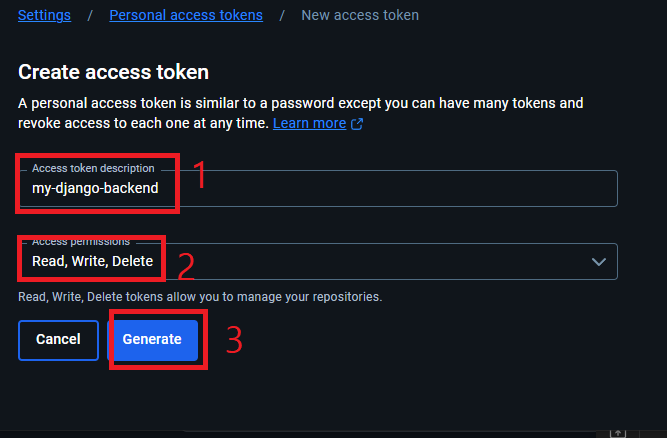 Settings / Personal access tokens / New access token
Create access token
A personal access token is similar to a password except you can have many tokens and
revoke access to each one at any time. Learn more
Access token description
my-django-backend
1
Access permissions
Read, Write, Delete
2
Read, Write, Delete tokens allow you to manage your repositories.
Cancel Generate
3